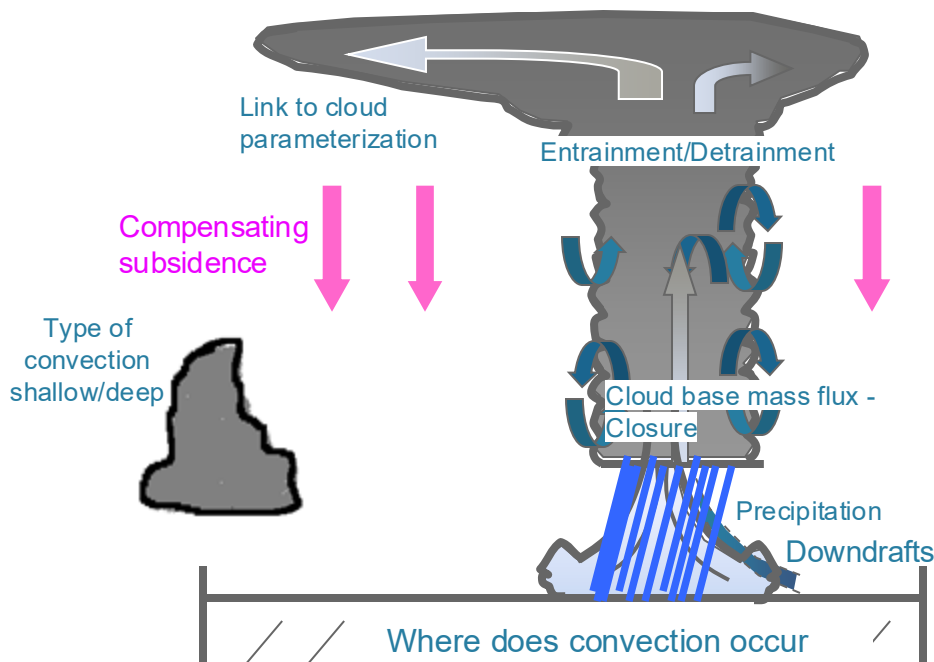 Link to cloud
parameterization
Entrainment/Detrainment
Compensating
subsidence
Type of
convection
shallow/deep
Cloud base mass flux -
Closure
Precipitation
Downdrafts
Where does convection occur